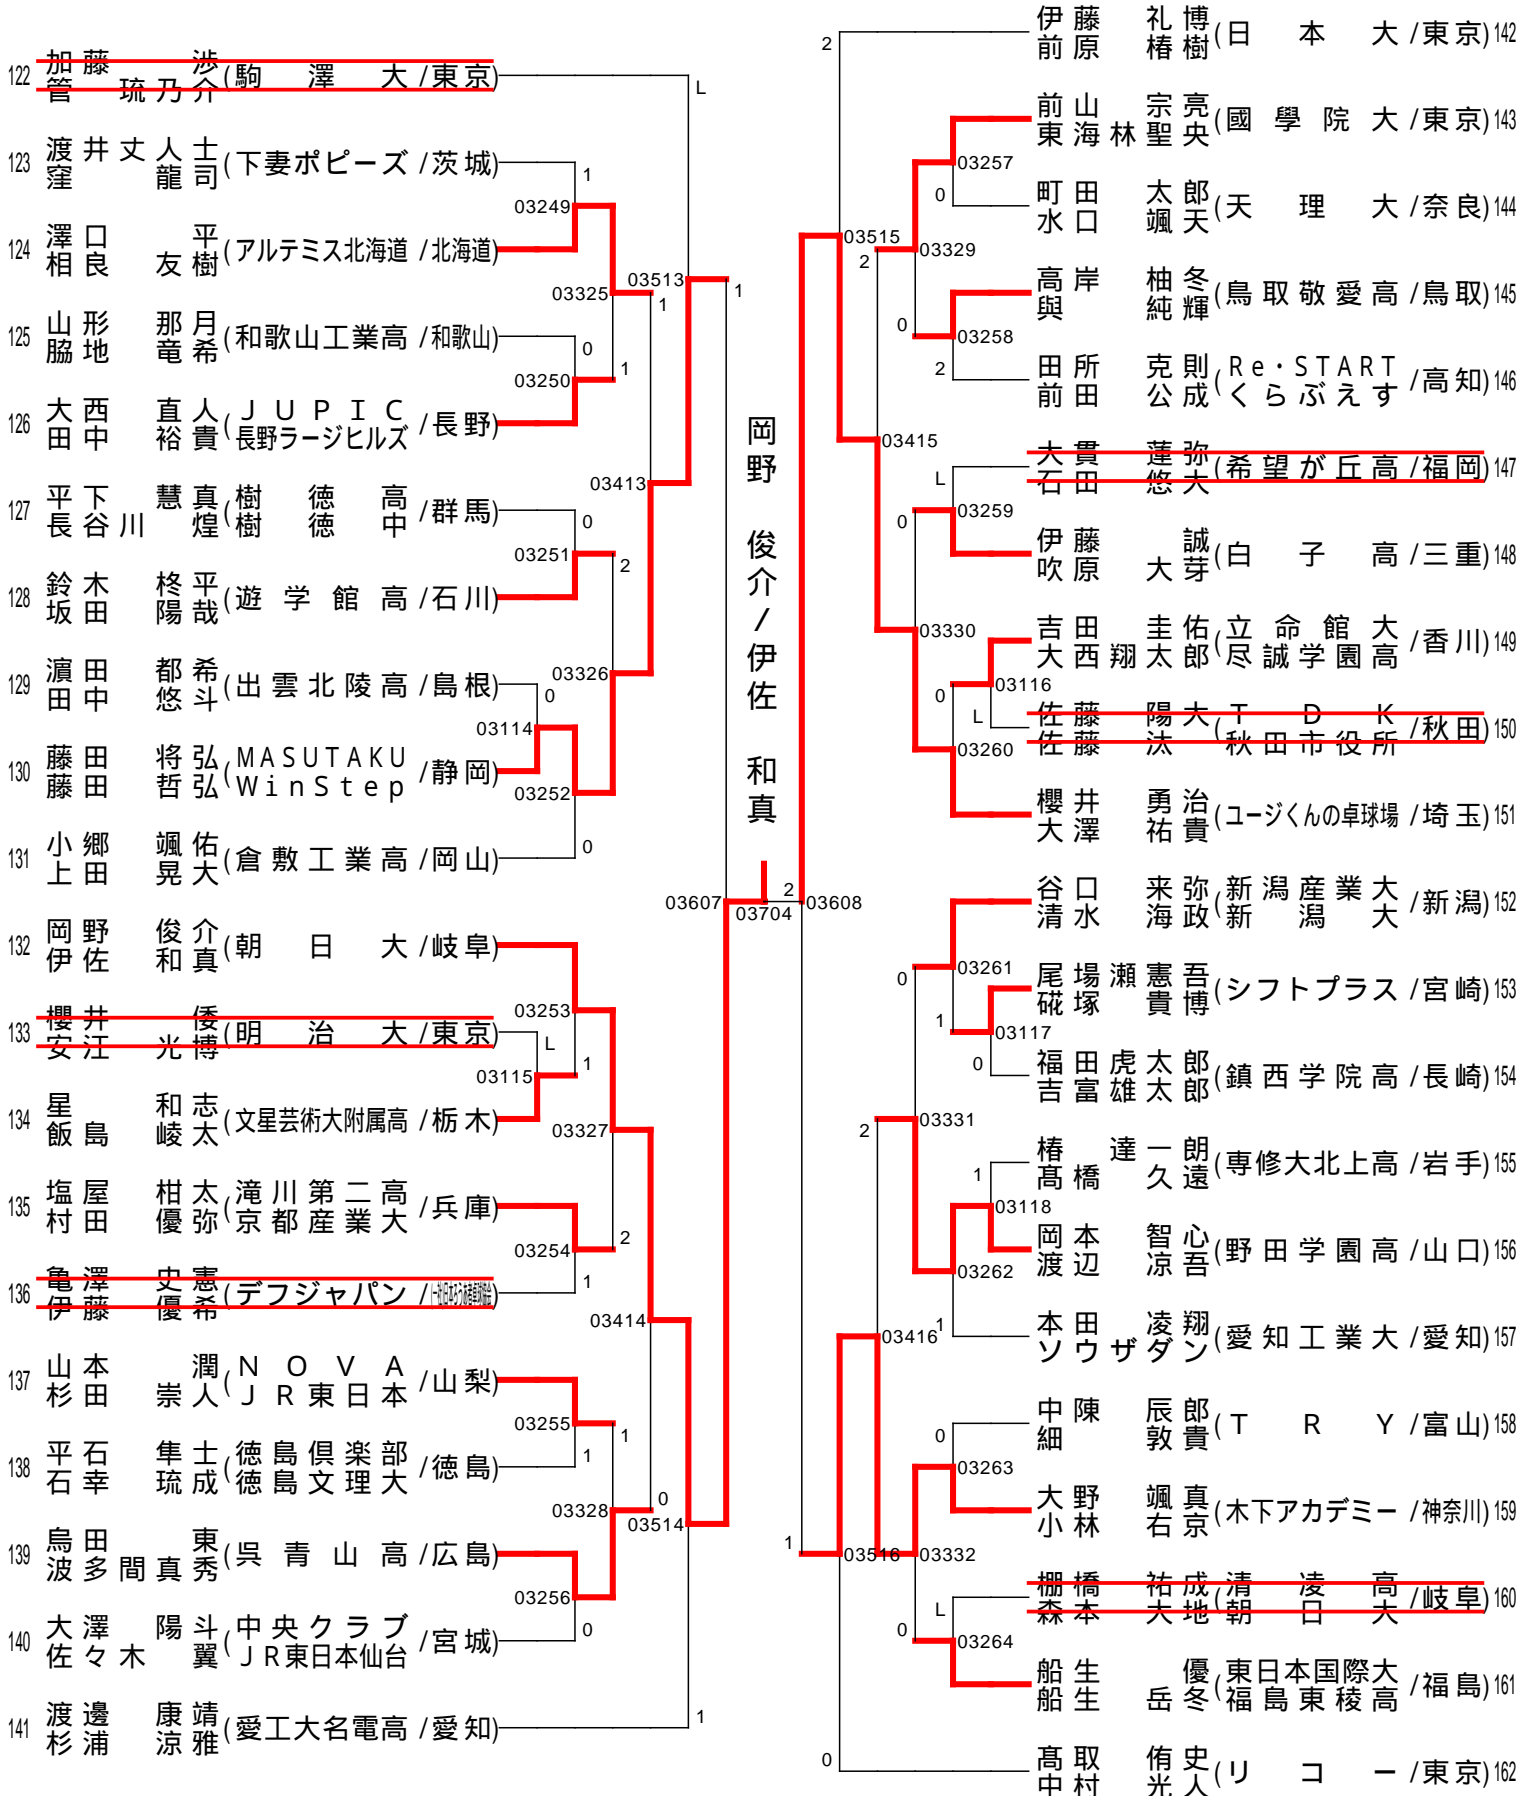 122 加藤 渉 (駒澤大/東京)
管 琉乃介
L
123 渡井丈人士 (下妻ポピーズ/茨城)
窪 龍司
1
03249
124 澤口 平 (アルテミス北海道/北海道)
相良 友樹
03513
03325
1
1
125 山形 那月 (和歌山工業高/和歌山)
脇地 竜希
0
03250
1
126 大西 直人 (JUPIC/長野)
田中 裕貴 長野ラージヒルズ
03413
127 平下 慧真 (樹徳高/群馬)
長谷川 煌 樹徳中
0
03251
2
128 鈴木 柊平 (遊学館高/石川)
坂田 陽哉
03326
129 濵田 都希 (出雲北陵高/島根)
田中 悠斗
0
03114
130 藤田 将弘 (MASUTAKU/静岡)
藤田 哲弘 WinStep
03252
131 小郷 颯佑 (倉敷工業高/岡山)
上田 晃大
0
03607
132 岡野 俊介 (朝日大/岐阜)
伊佐 和真
03253
133 櫻井 倭 (明治大/東京)
安江 光博
L
1
03115
134 星 和志 (文星芸術大附属高/栃木)
飯島 崚太
03327
135 塩屋 柑太 (滝川第二高/兵庫)
村田 優弥 京都産業大
2
03254
136 亀澤 史憲 (デフジャパン/
伊藤 優希
1
03414
137 山本 潤 (NOVA/山梨)
杉田 崇人 JR東日本
03255
1
138 平石 隼士 (徳島倶楽部/徳島)
石幸 琉成 徳島文理大
1
0
03328
03514
139 烏田 東 (呉青山高/広島)
波多間真秀
03256
140 大澤 陽斗 (中央クラブ/宮城)
佐々木 翼 JR東日本仙台
0
141 渡邊 康靖 (愛工大名電高/愛知)
杉浦 涼雅
1
岡野 俊介/伊佐 和真
2
03704
03608
伊藤 礼博 (日本大/東京) 142
前原 椿樹
2
前山 宗亮 (國學院大/東京) 143
東海林聖央
03257
0
町田 太郎 (天理大/奈良) 144
水口 颯天
03515
2
03329
高岸 柚冬 (鳥取敬愛高/鳥取) 145
與 純輝
0
03258
2
田所 克則 (Re・START/高知) 146
前田 公成 くらぶえす
03415
大貫 蓮弥 (希望が丘高/福岡) 147
石田 悠大
L
03259
0
伊藤 誠 (白子高/三重) 148
吹原 大芽
03330
吉田 圭佑 (立命館大/香川) 149
大西翔太郎 尽誠学園高
0
03116
L
佐藤 陽大 (TDK/秋田) 150
佐藤 汰 秋田市役所
03260
櫻井 勇治 (ユージくんの卓球場/埼玉) 151
大澤 祐貴
谷口 来弥 (新潟産業大/新潟) 152
清水 海政 新潟大
0
03261
尾場瀬憲吾 (シフトプラス/宮崎) 153
硴塚 貴博
1
03117
0
福田虎太郎 (鎮西学院高/長崎) 154
吉富雄太郎
2
03331
椿 達一朗 (専修大北上高/岩手) 155
髙橋 久遠
1
03118
岡本 智心 (野田学園高/山口) 156
渡辺 凉吾
03262
1
本田 凌翔 (愛知工業大/愛知) 157
ソウザダン
03416
中陳 辰郎 (TRY/富山) 158
細 敦貴
0
03263
大野 颯真 (木下アカデミー/神奈川) 159
小林 右京
1
03516
03332
棚橋 祐成 (清凌高/岐阜) 160
森本 大地 朝日大
L
0
03264
船生 優 (東日本国際大/福島) 161
船生 岳冬 福島東稜高
0
髙取 侑史 (リコー/東京) 162
中村 光人